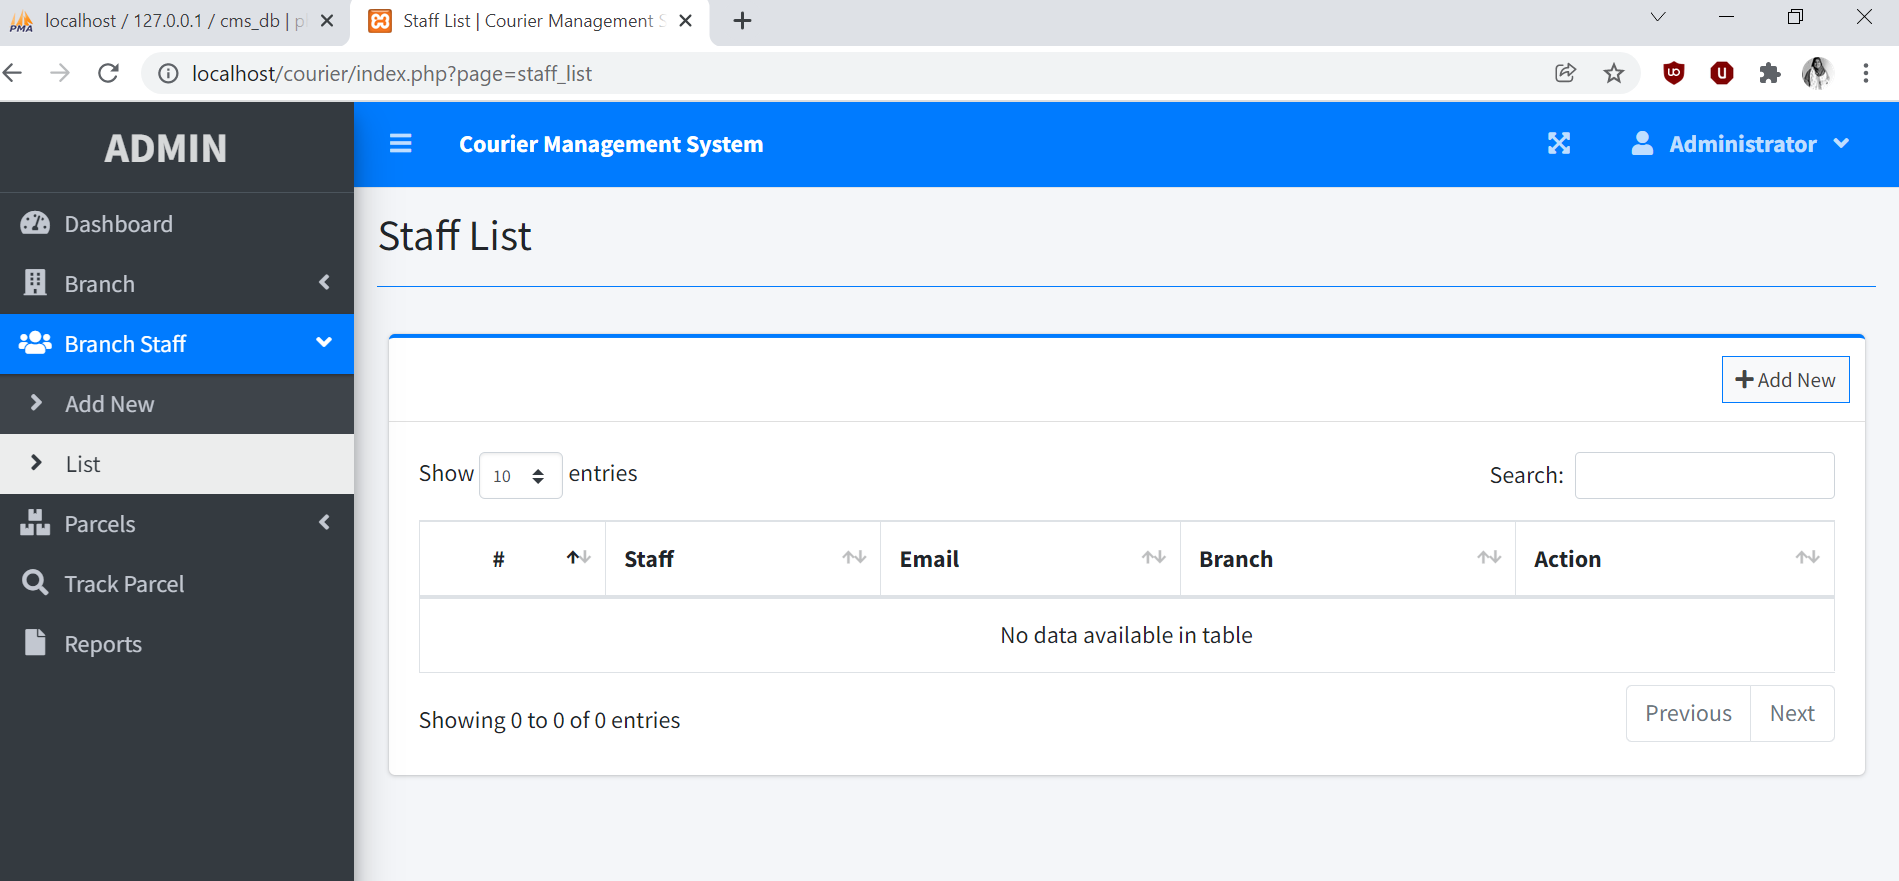 localhost / 127.0.0.1 / cms_db | p
Staff List | Courier Management S
localhost/courier/index.php?page=staff_list
ADMIN
Courier Management System
Administrator
Dashboard
Branch
Branch Staff
Add New
List
Parcels
Track Parcel
Reports
Staff List
Add New
Show 10 entries
Search:
# Staff Email Branch Action
No data available in table
Showing 0 to 0 of 0 entries
Previous Next